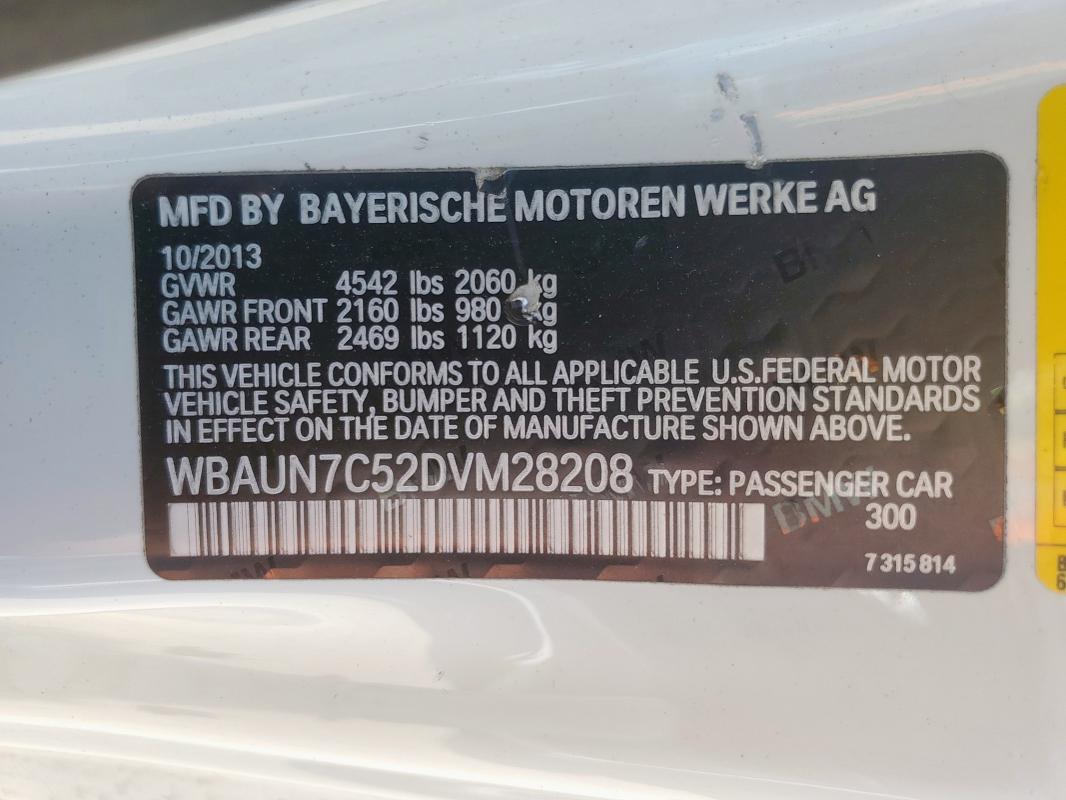 MFD BY BAYERISCHE MOTOREN WERKE AG
10/2013
GVWR 4542 lbs 2060 kg
GAWR FRONT 2160 lbs 980 kg
GAWR REAR 2469 lbs 1120 kg
THIS VEHICLE CONFORMS TO ALL APPLICABLE U.S.FEDERAL MOTOR
VEHICLE SAFETY, BUMPER AND THEFT PREVENTION STANDARDS
IN EFFECT ON THE DATE OF MANUFACTURE SHOWN ABOVE.
WBAUN7C52DVM28208 TYPE: PASSENGER CAR
300
7 315 814